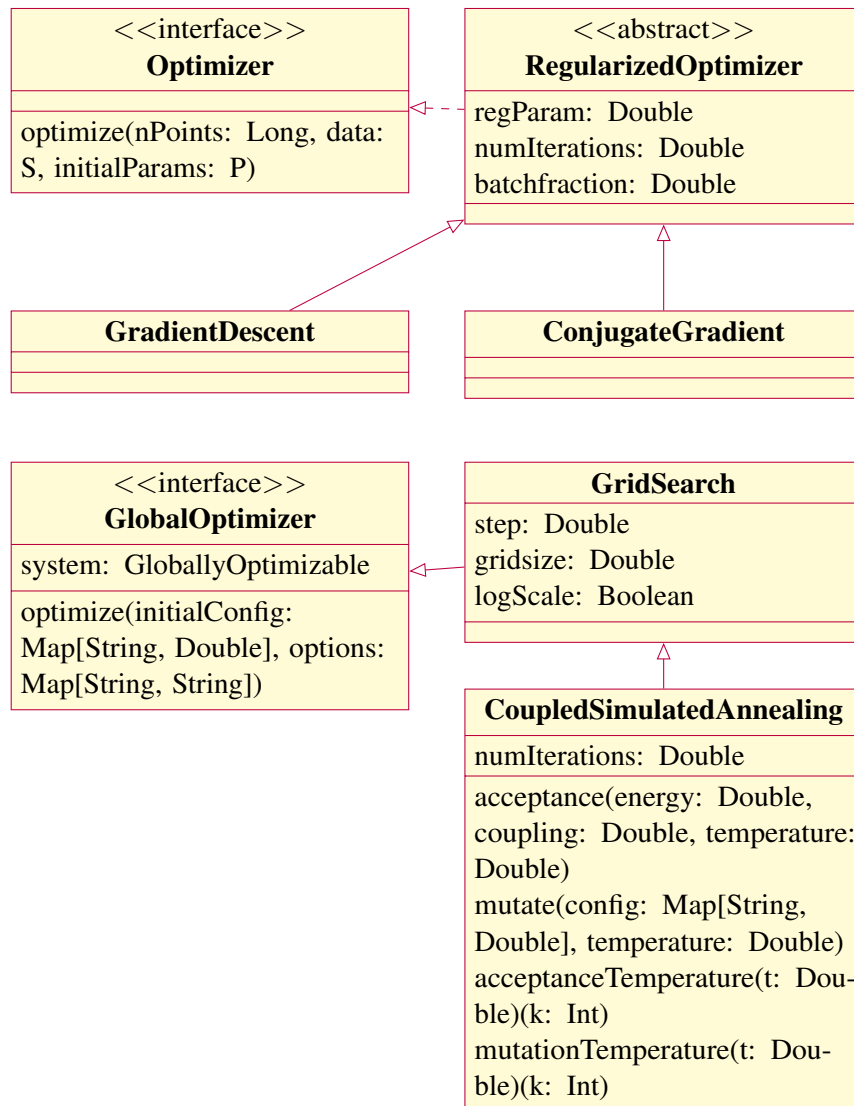 <<interface>>
Optimizer
optimize(nPoints: Long, data:
S, initialParams: P)
<<abstract>>
RegularizedOptimizer
regParam: Double
numIterations: Double
batchfraction: Double
GradientDescent
ConjugateGradient
<<interface>>
GlobalOptimizer
system: GloballyOptimizable
optimize(initialConfig:
Map[String, Double], options:
Map[String, String])
GridSearch
step: Double
gridsize: Double
logScale: Boolean
CoupledSimulatedAnnealing
numIterations: Double
acceptance(energy: Double,
coupling: Double, temperature:
Double)
mutate(config: Map[String,
Double], temperature: Double)
acceptanceTemperature(t: Dou-
ble)(k: Int)
mutationTemperature(t: Dou-
ble)(k: Int)